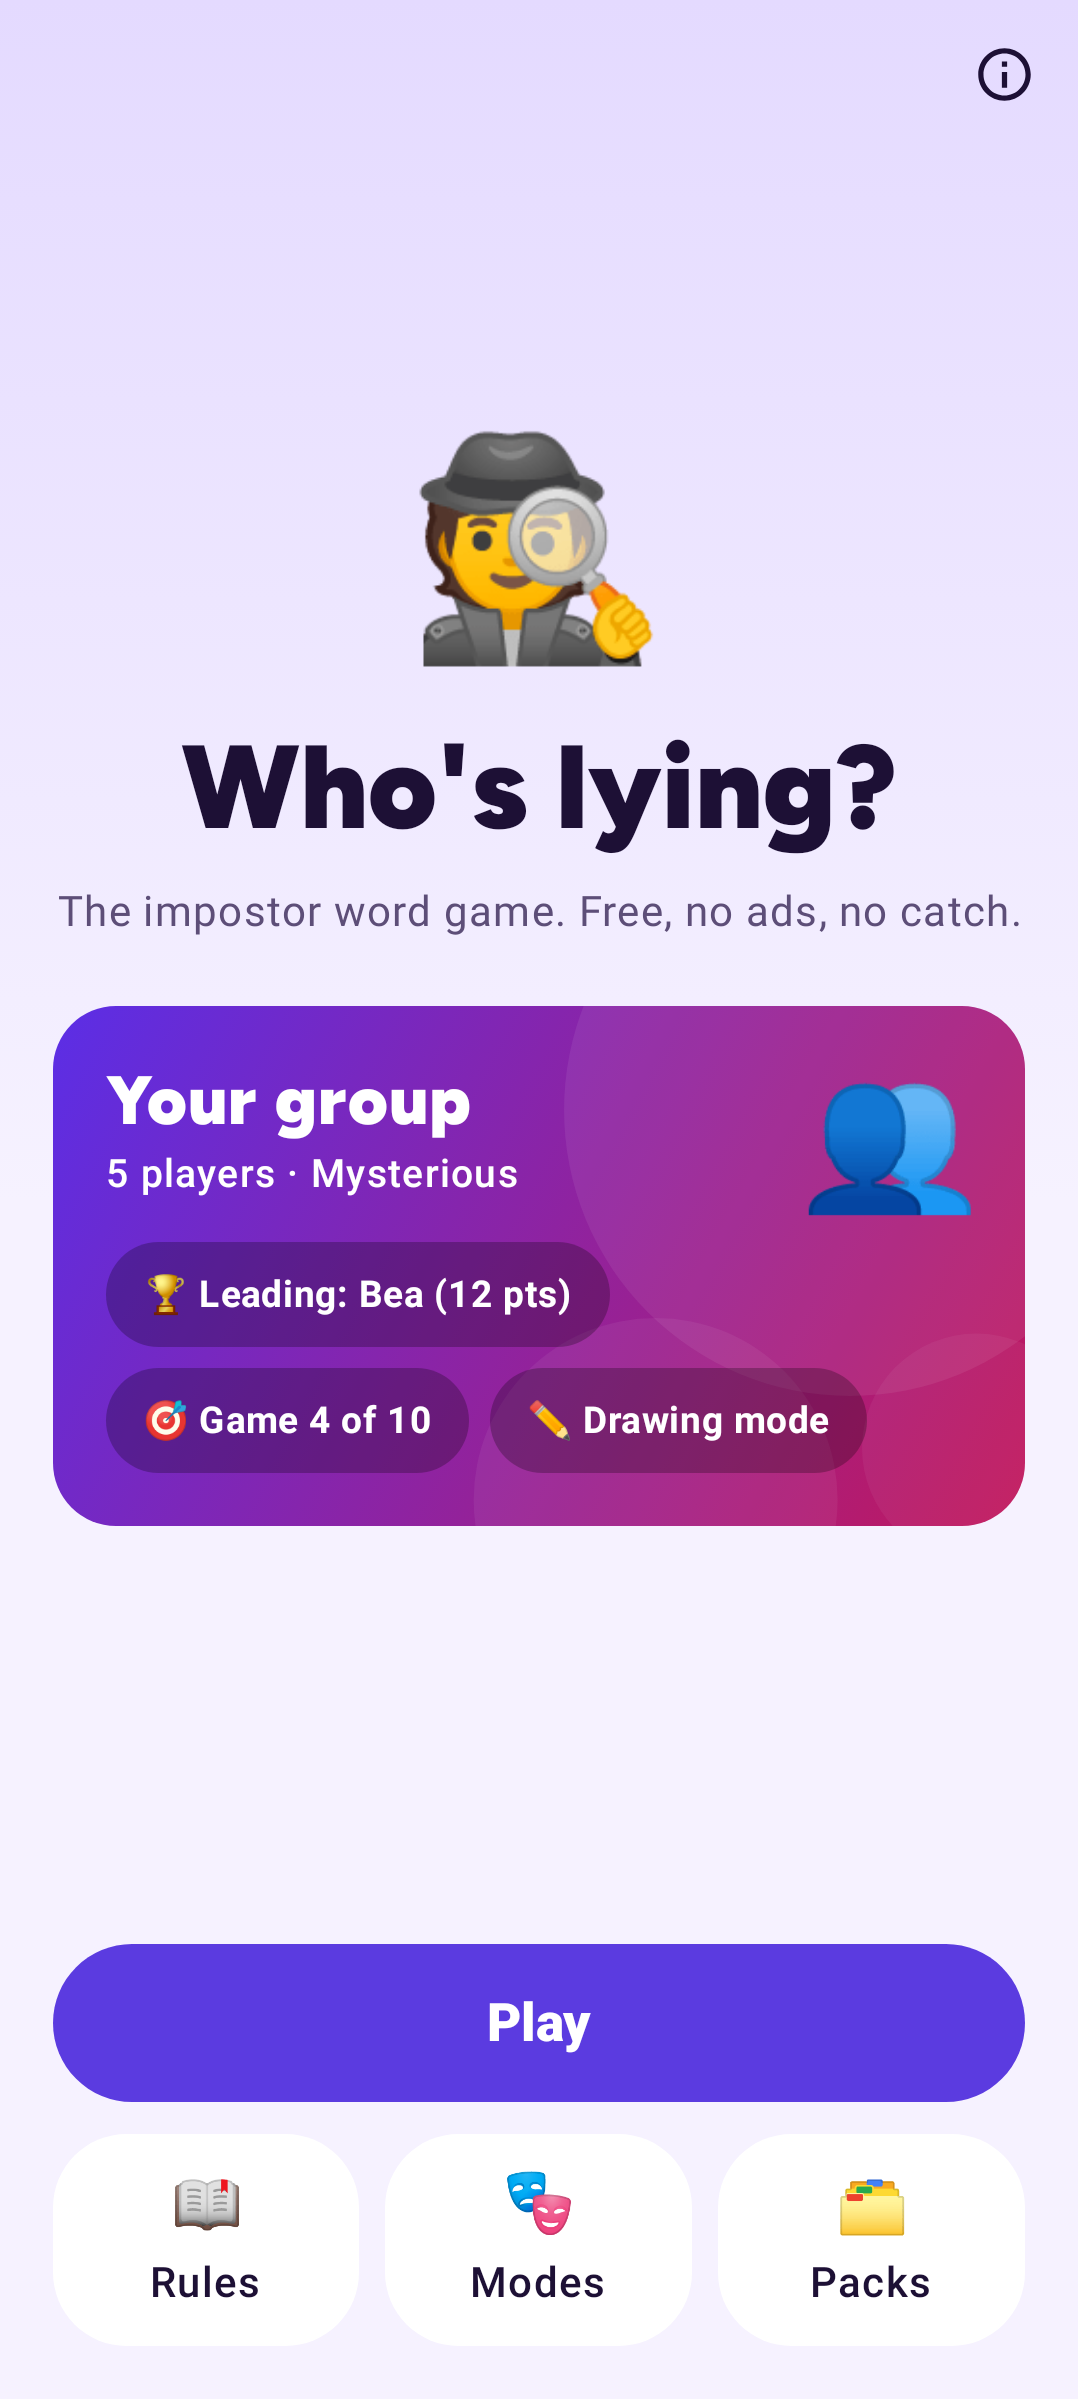 Who's lying?
The impostor word game. Free, no ads, no catch.
Your group
5 players · Mysterious
🏆 Leading: Bea (12 pts)
🎯 Game 4 of 10
✏️ Drawing mode
Play
Rules
Modes
Packs